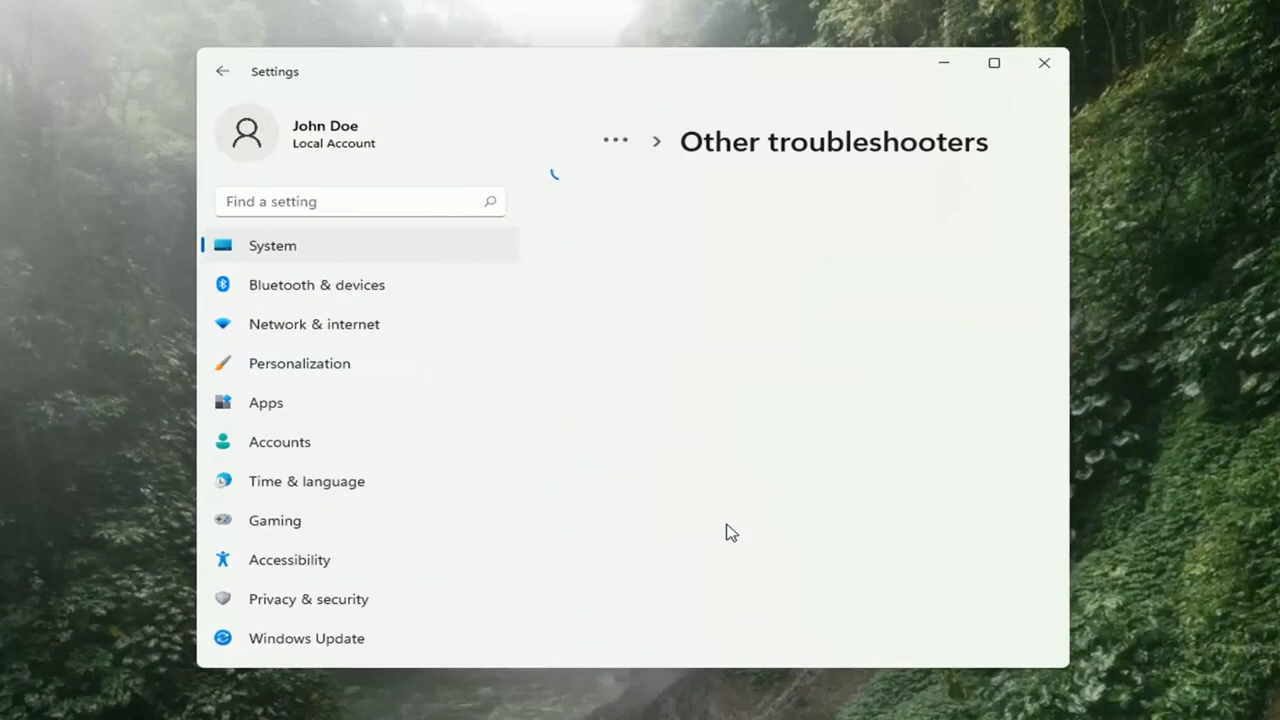 Settings
John Doe
Local Account
Find a setting
System
Bluetooth & devices
Network & internet
Personalization
Apps
Accounts
Time & language
Gaming
Accessibility
Privacy & security
Windows Update
... > Other troubleshooters